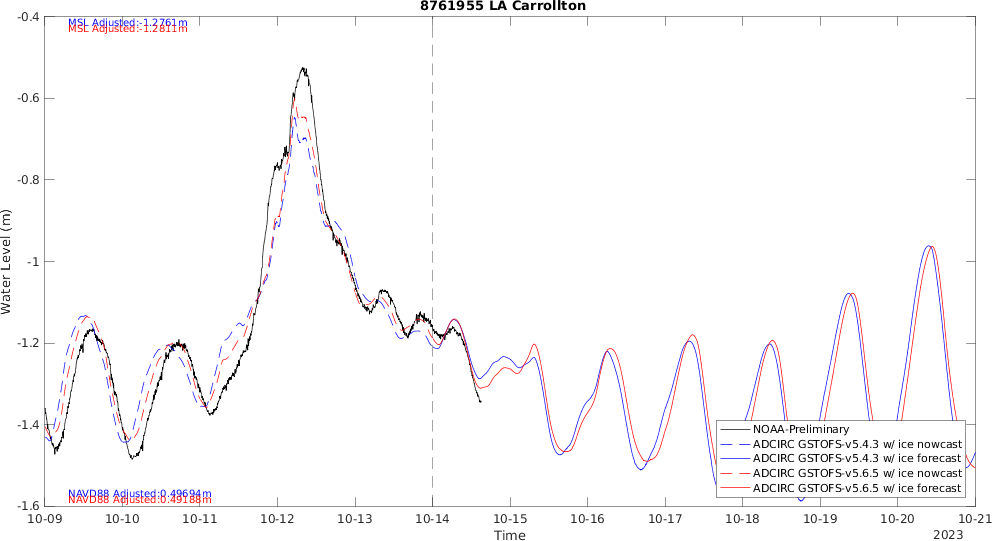 8761955 LA Carrollton
MSL Adjusted:-1.2761m
MSL Adjusted:-1.2811m
-0.4
-0.6
-0.8
-1
-1.2
-1.4
-1.6
Water Level (m)
NOAA-Preliminary
ADCIRC GSTOFS-v5.4.3 w/ ice nowcast
ADCIRC GSTOFS-v5.4.3 w/ ice forecast
ADCIRC GSTOFS-v5.6.5 w/ ice nowcast
ADCIRC GSTOFS-v5.6.5 w/ ice forecast
NAVD88 Adjusted:0.49694m
NAVD88 Adjusted:0.49188m
10-09 10-10 10-11 10-12 10-13 10-14 10-15 10-16 10-17 10-18 10-19 10-20 10-21
Time
2023